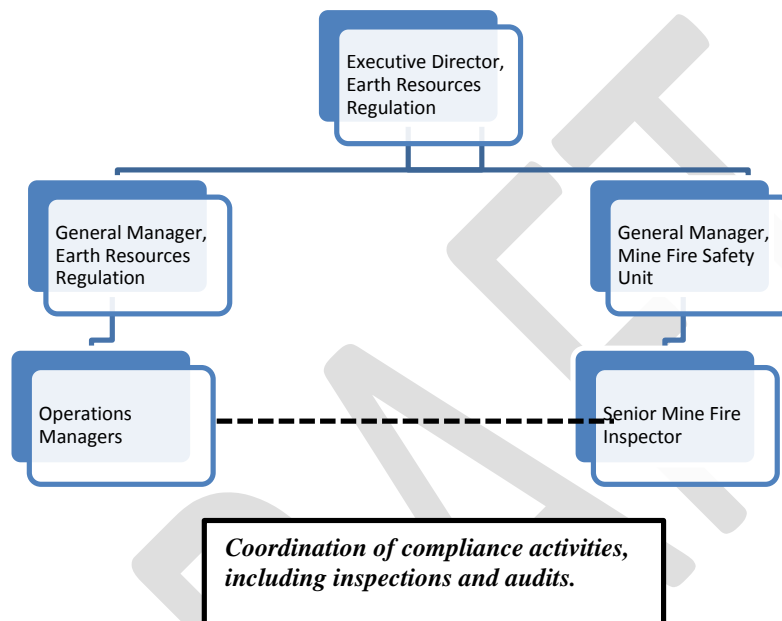 Executive Director,
Earth Resources
Regulation
General Manager,
Earth Resources
Regulation
General Manager,
Mine Fire Safety
Unit
Operations
Managers
Senior Mine Fire
Inspector
Coordination of compliance activities,
including inspections and audits.
DRAFT